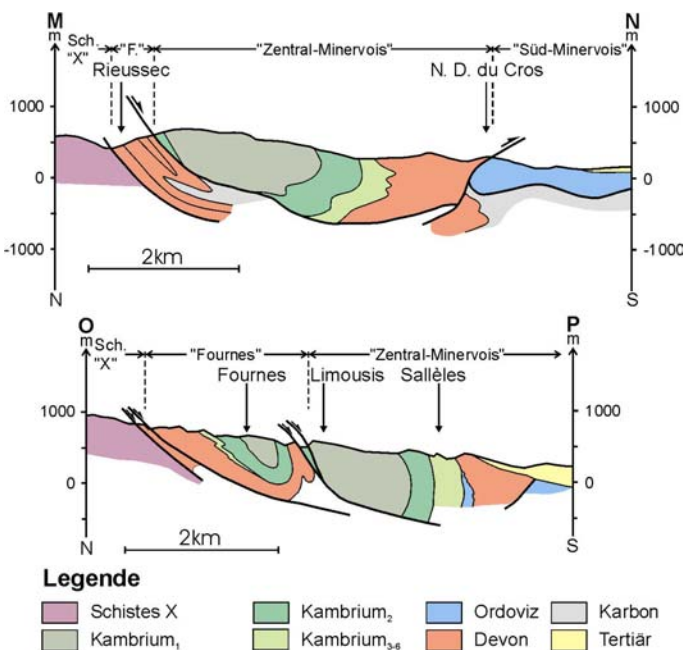 M N
m m
Sch. "X" "F." "Zentral-Minervois" "Süd-Minervois"
Rieussec N. D. du Cros
1000 1000
0 0
-1000 -1000
2km
N S
O P
m m
Sch. "X" "Fournes" "Zentral-Minervois"
Fournes Limousis Sallèles
1000 1000
0 0
2km
N S
Legende
Schistes X Kambrium₂ Ordoviz Karbon
Kambrium₁ Kambrium₃₋₆ Devon Tertiär